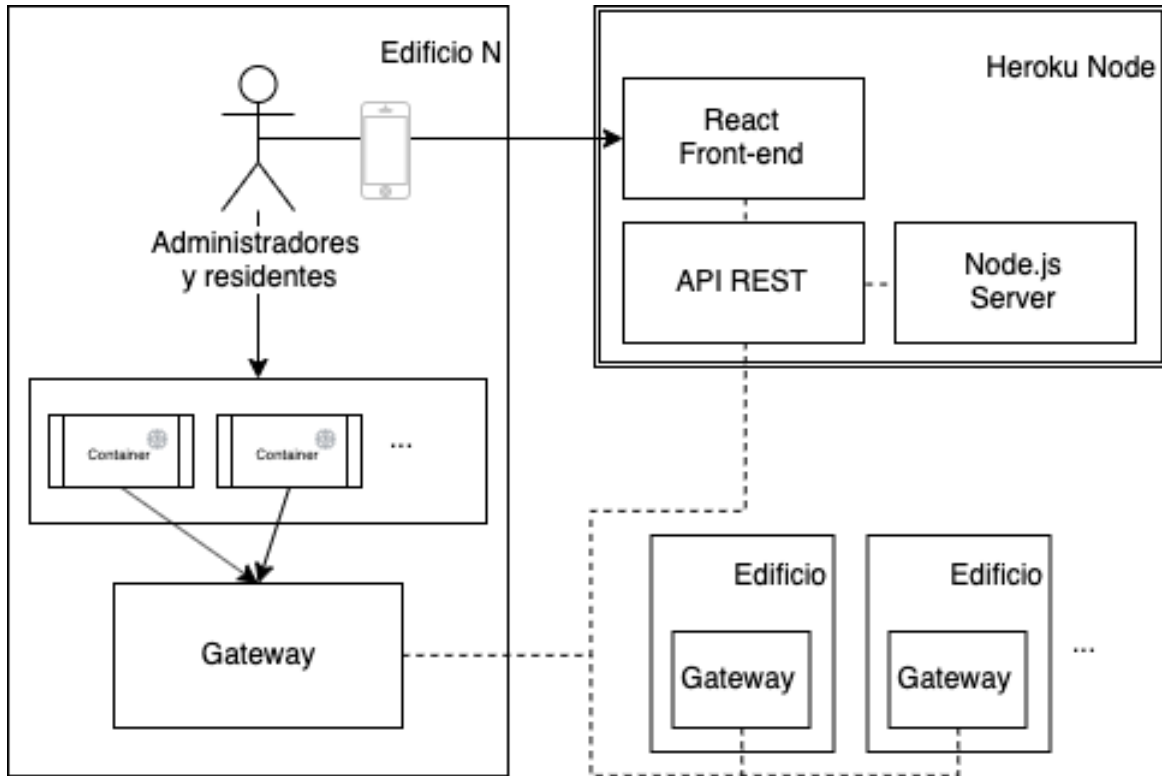 Edificio N
Administradores
y residentes
Container
Container
...
Gateway
Heroku Node
React
Front-end
API REST
Node.js
Server
Edificio
Gateway
Edificio
Gateway
...